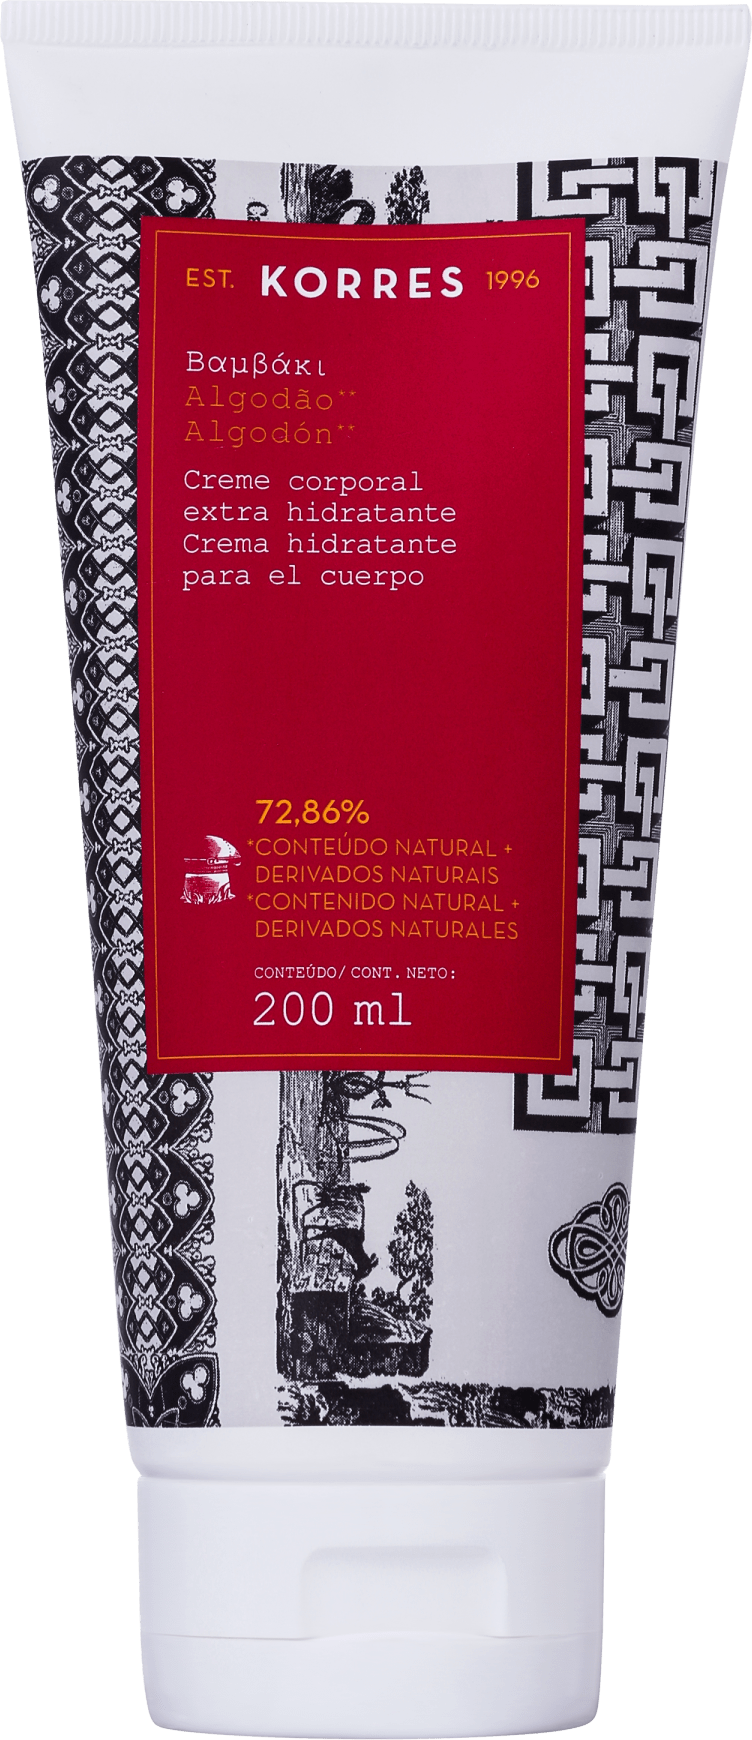 EST. KORRES 1996
Βαμβάκι
Algodão**
Algodón**
Creme corporal
extra hidratante
Crema hidratante
para el cuerpo
72,86%
*CONTEÚDO NATURAL +
DERIVADOS NATURAIS
*CONTENIDO NATURAL +
DERIVADOS NATURALES
CONTEÚDO/CONT. NETO:
200 ml